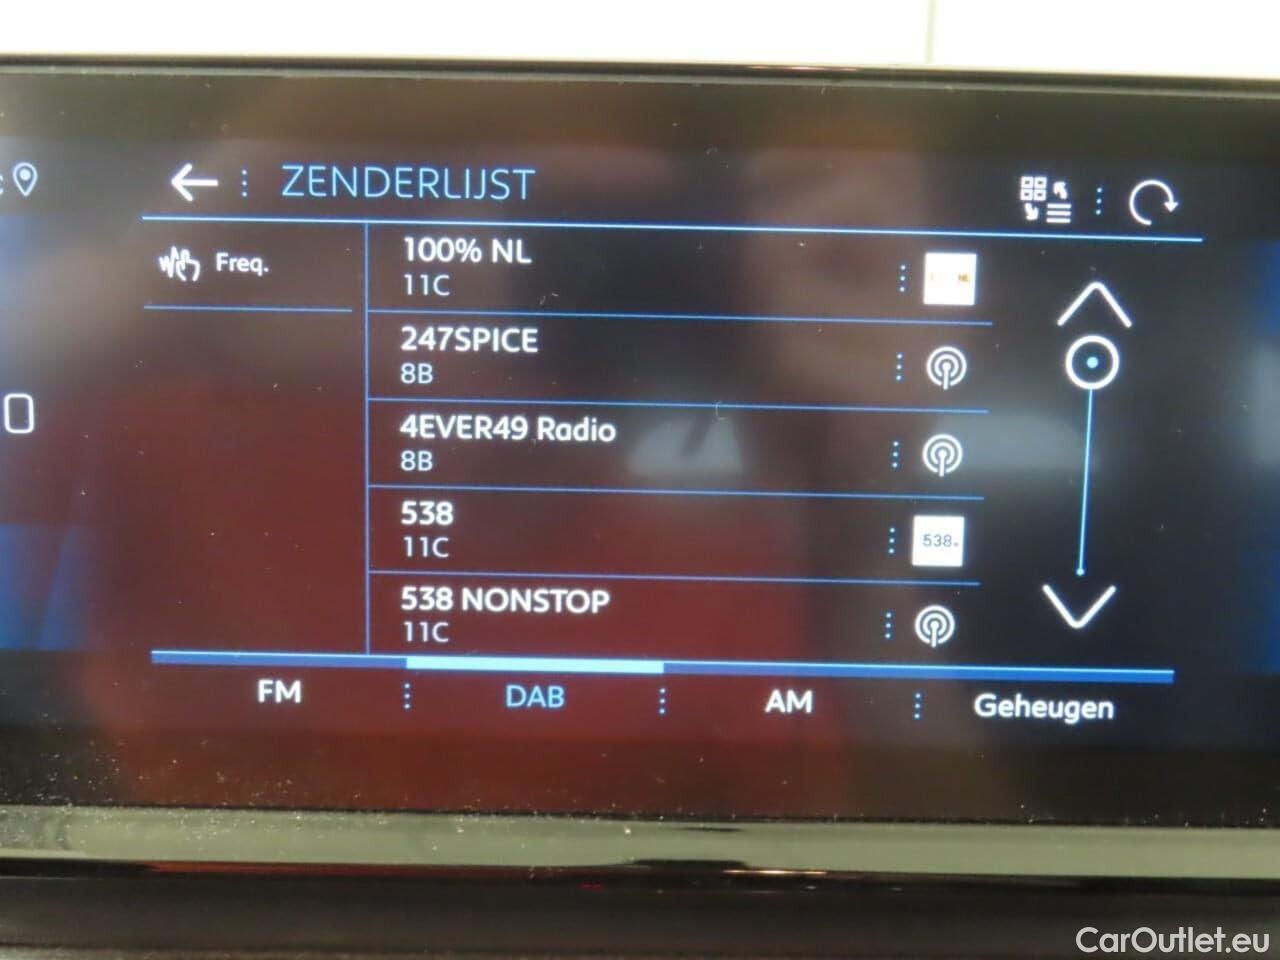 ZENDERLIJST
Freq.
100% NL
11C
247SPICE
8B
4EVER49 Radio
8B
538
11C
538
538 NONSTOP
11C
FM
DAB
AM
Geheugen
CarOutlet.eu